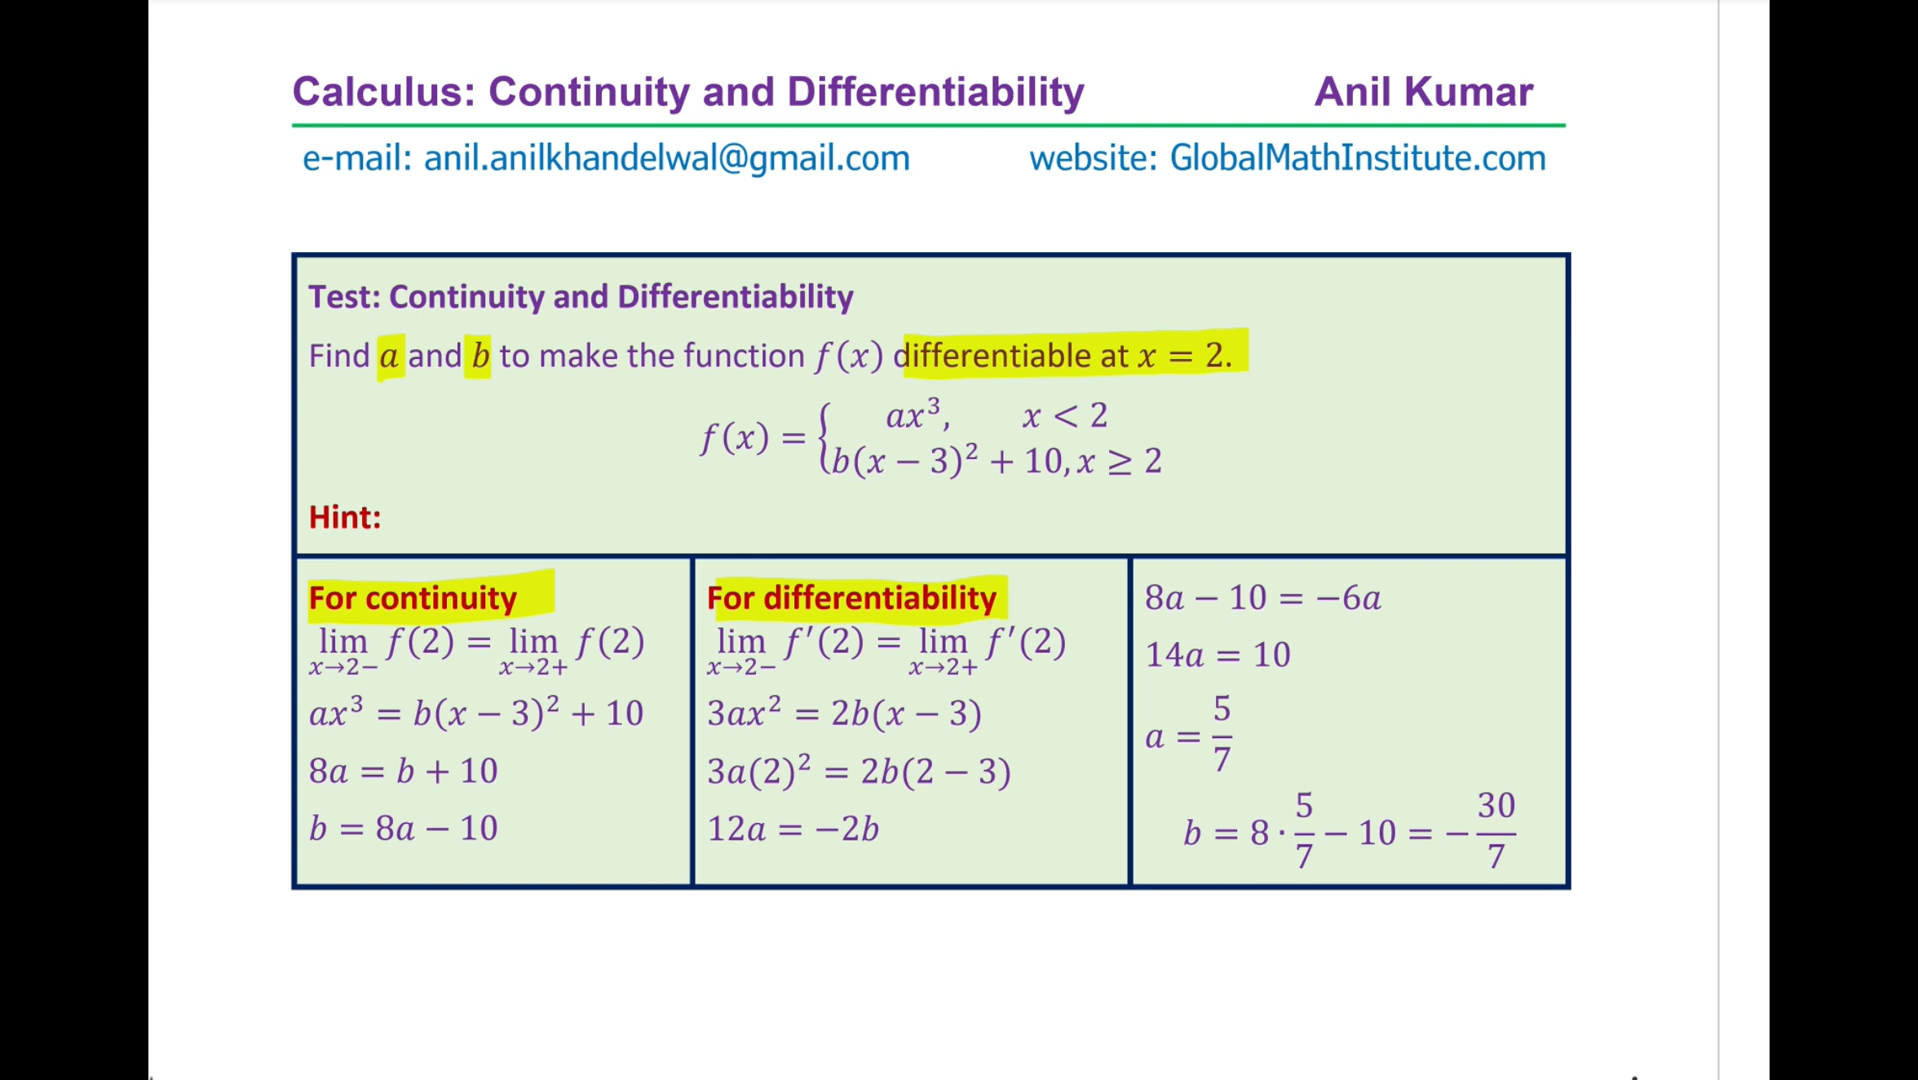 Calculus: Continuity and Differentiability Anil Kumar
e-mail: anil.anilkhandelwal@gmail.com website: GlobalMathInstitute.com
Test: Continuity and Differentiability
Find a and b to make the function f(x) differentiable at x = 2.
f(x) = { ax³, x < 2
b(x − 3)² + 10, x ≥ 2
Hint:
For continuity
lim x→2− f(2) = lim x→2+ f(2)
ax³ = b(x − 3)² + 10
8a = b + 10
b = 8a − 10
For differentiability
lim x→2− f′(2) = lim x→2+ f′(2)
3ax² = 2b(x − 3)
3a(2)² = 2b(2 − 3)
12a = −2b
8a − 10 = −6a
14a = 10
a = 5/7
b = 8 · 5/7 − 10 = − 30/7